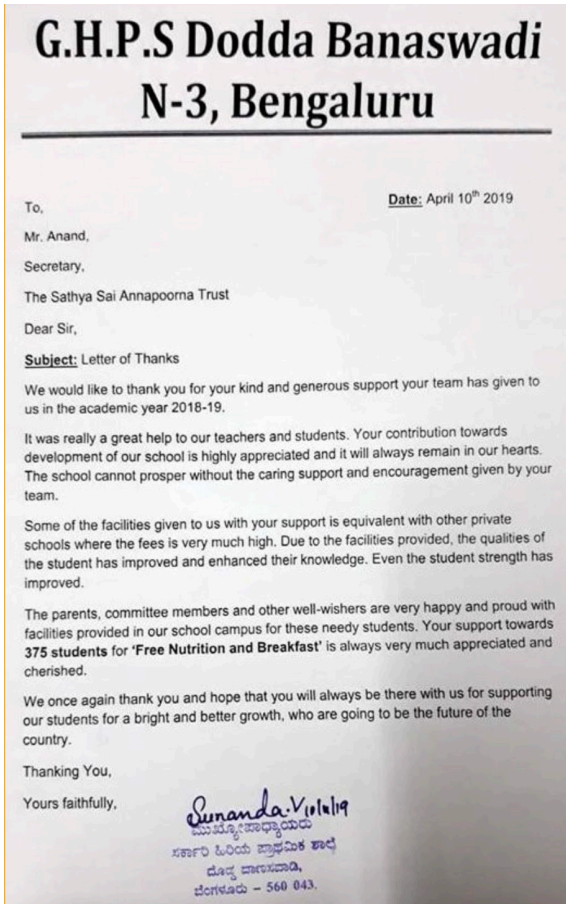 G.H.P.S Dodda Banaswadi
N-3, Bengaluru
Date: April 10th 2019
To,
Mr. Anand,
Secretary,
The Sathya Sai Annapoorna Trust
Dear Sir,
Subject: Letter of Thanks
We would like to thank you for your kind and generous support your team has given to
us in the academic year 2018-19.
It was really a great help to our teachers and students. Your contribution towards
development of our school is highly appreciated and it will always remain in our hearts.
The school cannot prosper without the caring support and encouragement given by your
team.
Some of the facilities given to us with your support is equivalent with other private
schools where the fees is very much high. Due to the facilities provided, the qualities of
the student has improved and enhanced their knowledge. Even the student strength has
improved.
The parents, committee members and other well-wishers are very happy and proud with
facilities provided in our school campus for these needy students. Your support towards
375 students for 'Free Nutrition and Breakfast' is always very much appreciated and
cherished.
We once again thank you and hope that you will always be there with us for supporting
our students for a bright and better growth, who are going to be the future of the
country.
Thanking You,
Yours faithfully,
Sunanda.V 10/4/19
ಮುಖ್ಯೋಪಾಧ್ಯಾಯರು
ಸರ್ಕಾರಿ ಹಿರಿಯ ಪ್ರಾಥಮಿಕ ಶಾಲೆ
ದೊಡ್ಡ ಬಾಣಸವಾಡಿ,
ಬೆಂಗಳೂರು – 560 043.